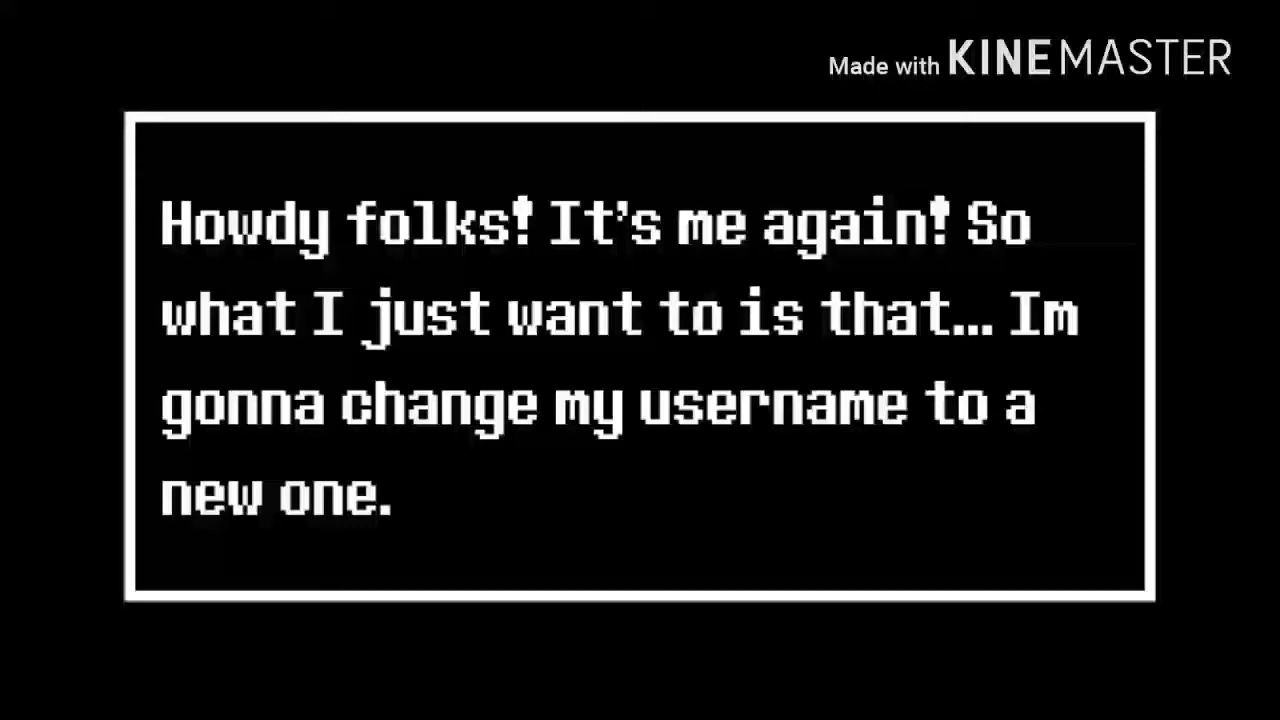 Made with KINEMASTER
Howdy folks! It's me again! So
what I just want to is that... Im
gonna change my username to a
new one.